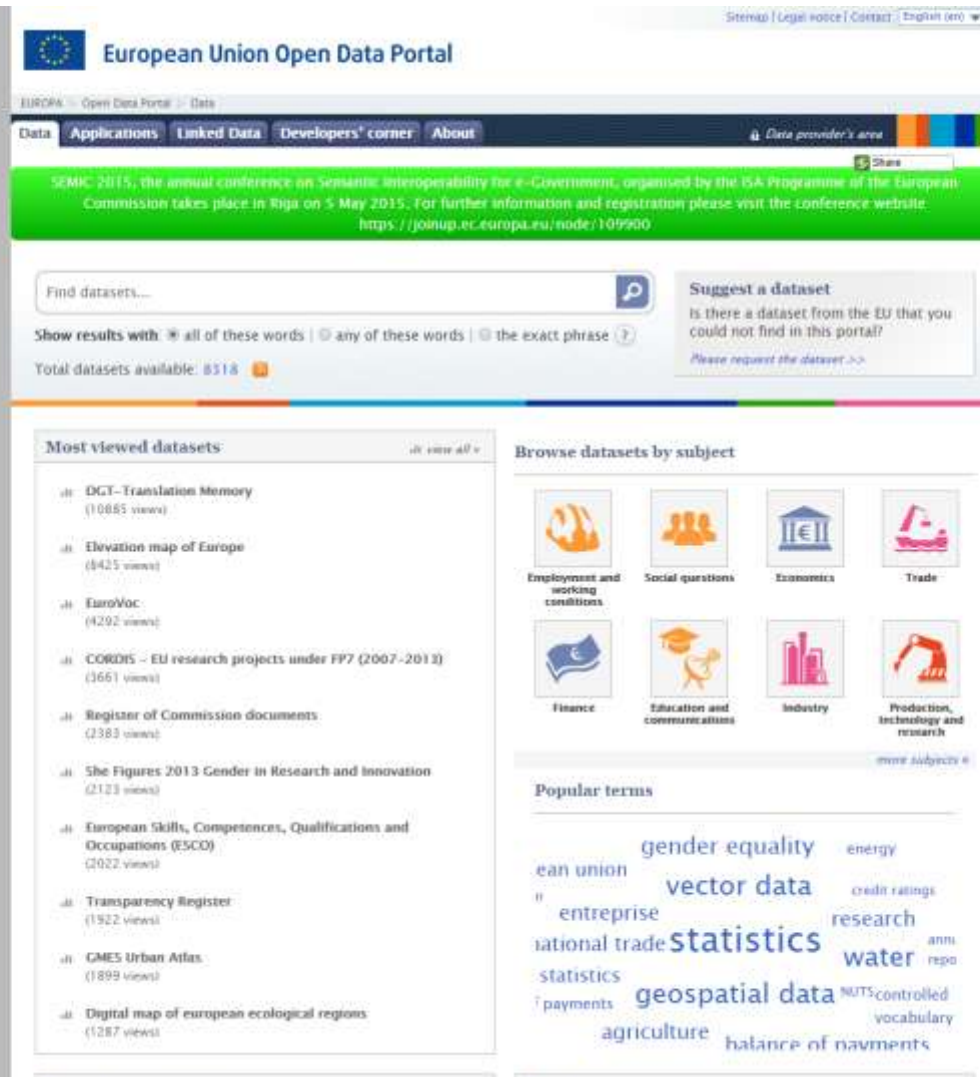 Sitemap | Legal notice | Contact English (en)
European Union Open Data Portal
EUROPA > Open Data Portal > Data
Data Applications Linked Data Developers' corner About Data provider's area
Share
SEMIC 2015, the annual conference on Semantic Interoperability for e-Government, organised by the ISA Programme of the European
Commission takes place in Riga on 5 May 2015. For further information and registration please visit the conference website
https://joinup.ec.europa.eu/node/109900
Find datasets...
Show results with all of these words | any of these words | the exact phrase ?
Total datasets available: 8318
Suggest a dataset
Is there a dataset from the EU that you
could not find in this portal?
Please request the dataset >>
Most viewed datasets view all »
DGT-Translation Memory
(10885 views)
Elevation map of Europe
(8425 views)
EuroVoc
(4292 views)
CORDIS - EU research projects under FP7 (2007-2013)
(3661 views)
Register of Commission documents
(2383 views)
She Figures 2013 Gender in Research and Innovation
(2123 views)
European Skills, Competences, Qualifications and
Occupations (ESCO)
(2022 views)
Transparency Register
(1922 views)
GMES Urban Atlas
(1899 views)
Digital map of european ecological regions
(1287 views)
Browse datasets by subject
Employment and
working
conditions
Social questions
Economics
Trade
Finance
Education and
communications
Industry
Production,
technology and
research
more subjects »
Popular terms
gender equality energy
ean union
vector data credit ratings
entreprise research
national trade statistics water
repo
statistics
payments geospatial data NUTS controlled
vocabulary
agriculture balance of payments